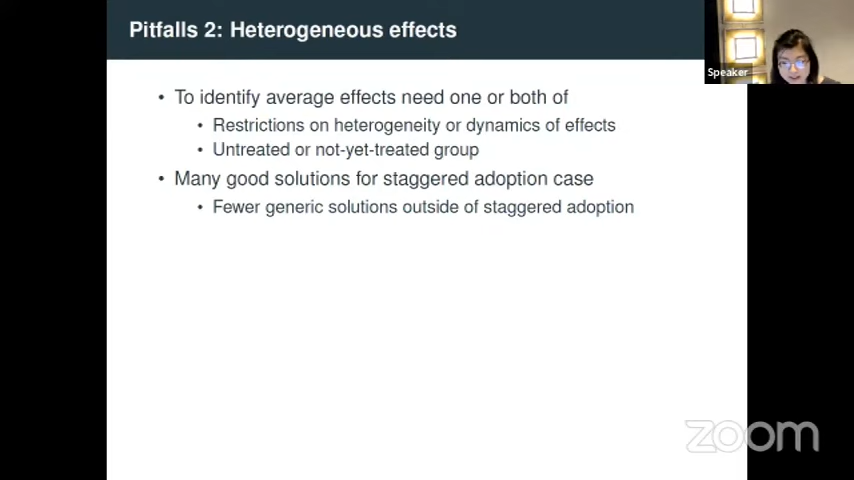 Pitfalls 2: Heterogeneous effects
Speaker
• To identify average effects need one or both of
• Restrictions on heterogeneity or dynamics of effects
• Untreated or not-yet-treated group
• Many good solutions for staggered adoption case
• Fewer generic solutions outside of staggered adoption
zoom